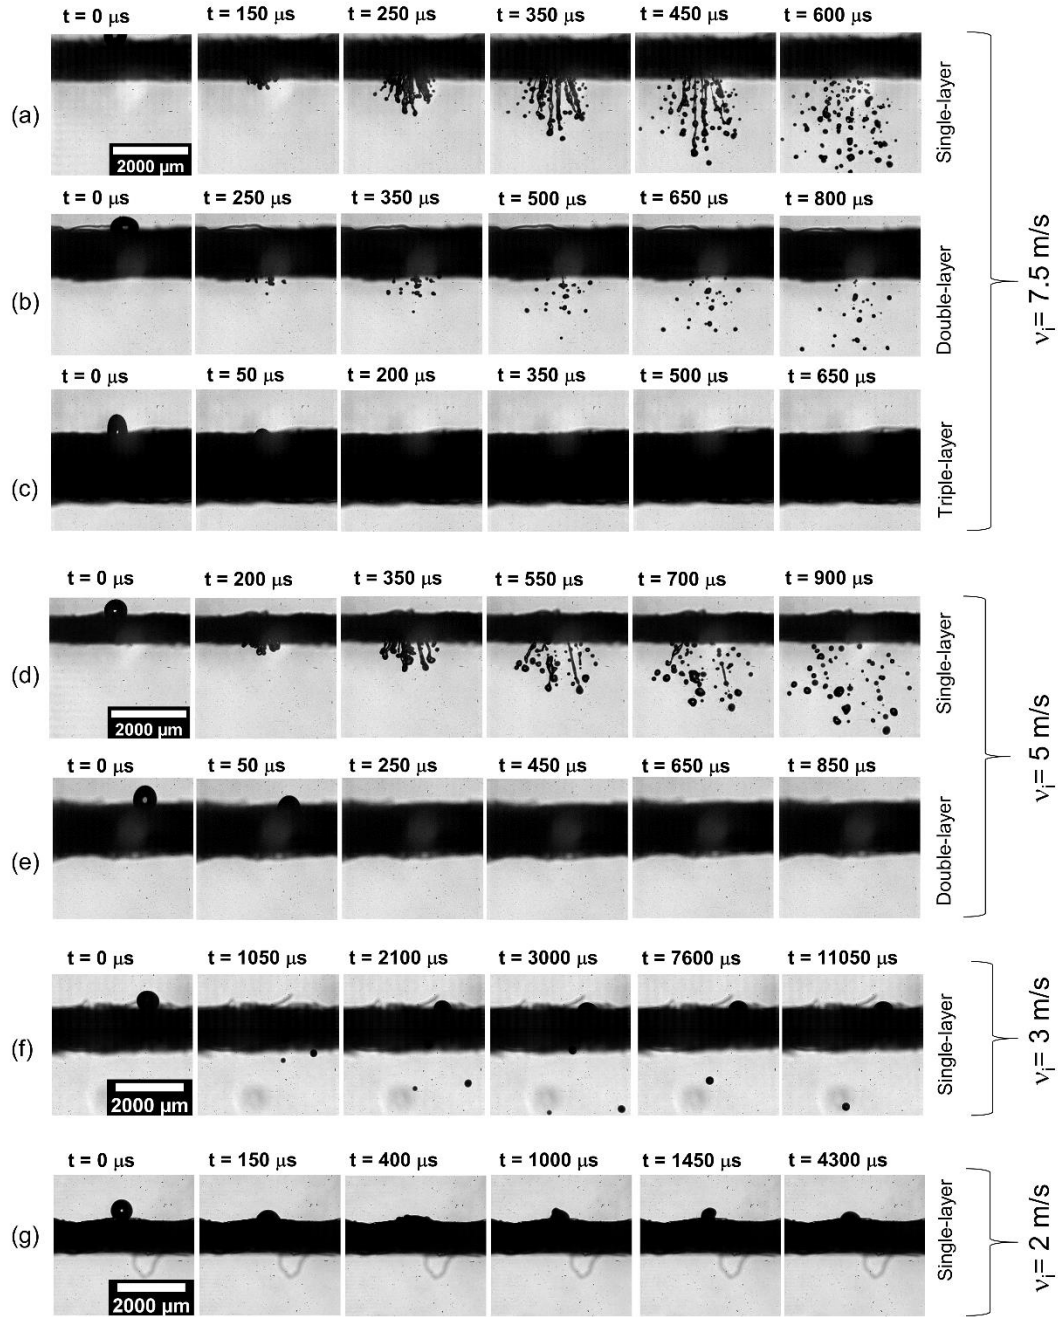 t = 0 μs t = 150 μs t = 250 μs t = 350 μs t = 450 μs t = 600 μs
(a)
2000 μm
Single-layer
t = 0 μs t = 250 μs t = 350 μs t = 500 μs t = 650 μs t = 800 μs
(b)
Double-layer
νi= 7.5 m/s
t = 0 μs t = 50 μs t = 200 μs t = 350 μs t = 500 μs t = 650 μs
(c)
Triple-layer
t = 0 μs t = 200 μs t = 350 μs t = 550 μs t = 700 μs t = 900 μs
(d)
2000 μm
Single-layer
νi= 5 m/s
t = 0 μs t = 50 μs t = 250 μs t = 450 μs t = 650 μs t = 850 μs
(e)
Double-layer
t = 0 μs t = 1050 μs t = 2100 μs t = 3000 μs t = 7600 μs t = 11050 μs
(f)
2000 μm
Single-layer
νi= 3 m/s
t = 0 μs t = 150 μs t = 400 μs t = 1000 μs t = 1450 μs t = 4300 μs
(g)
2000 μm
Single-layer
νi= 2 m/s